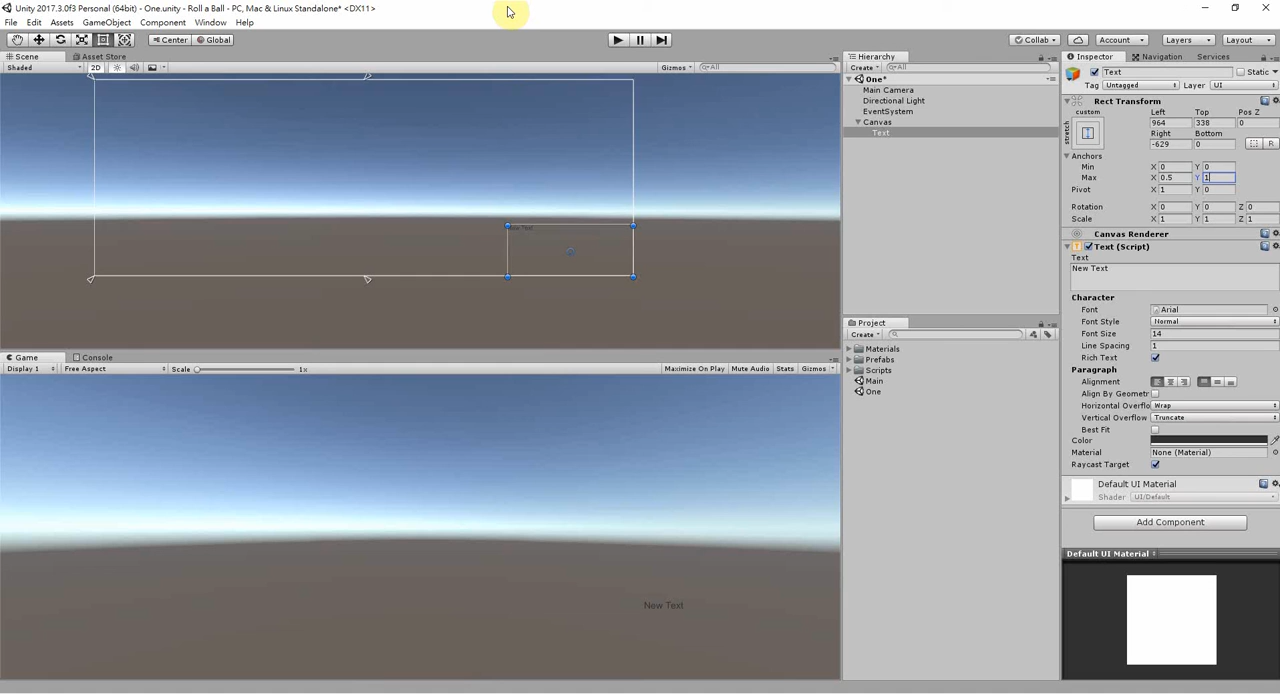 Unity 2017.3.0f3 Personal (64bit) - One.unity - Roll a Ball - PC, Mac & Linux Standalone* <DX11>
File Edit Assets GameObject Component Window Help
Center Global Collab Account Layers Layout
Scene Asset Store
Shaded 2D Gizmos All
New Text
Game Console
Display 1 Free Aspect Scale 1x Maximize On Play Mute Audio Stats Gizmos
New Text
Hierarchy
Create All
One*
Main Camera
Directional Light
EventSystem
Canvas
Text
Project
Create
Materials
Prefabs
Scripts
Main
One
Inspector Navigation Services
Text Static
Tag Untagged Layer UI
Rect Transform
custom Left Top Pos Z
stretch 964 338 0
Right Bottom
-629 0 R
Anchors
Min X 0 Y 0
Max X 0.5 Y 1
Pivot X 1 Y 0
Rotation X 0 Y 0 Z 0
Scale X 1 Y 1 Z 1
Canvas Renderer
Text (Script)
Text
New Text
Character
Font Arial
Font Style Normal
Font Size 14
Line Spacing 1
Rich Text
Paragraph
Alignment
Align By Geometr
Horizontal Overflo Wrap
Vertical Overflow Truncate
Best Fit
Color
Material None (Material)
Raycast Target
Default UI Material
Shader UI/Default
Add Component
Default UI Material